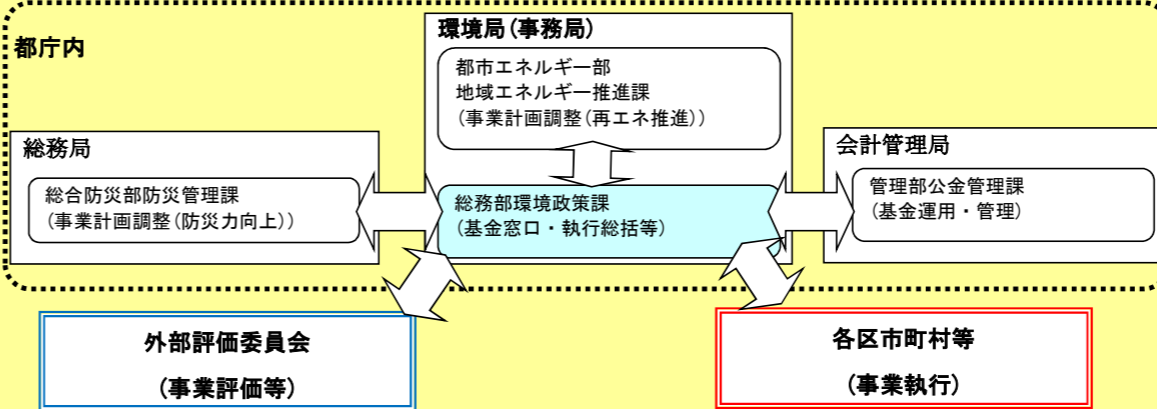 都庁内
環境局(事務局)
都市エネルギー部
地域エネルギー推進課
(事業計画調整(再エネ推進))
総務局
総合防災部防災管理課
(事業計画調整(防災力向上))
総務部環境政策課
(基金窓口・執行総括等)
会計管理局
管理部公金管理課
(基金運用・管理)
外部評価委員会
(事業評価等)
各区市町村等
(事業執行)